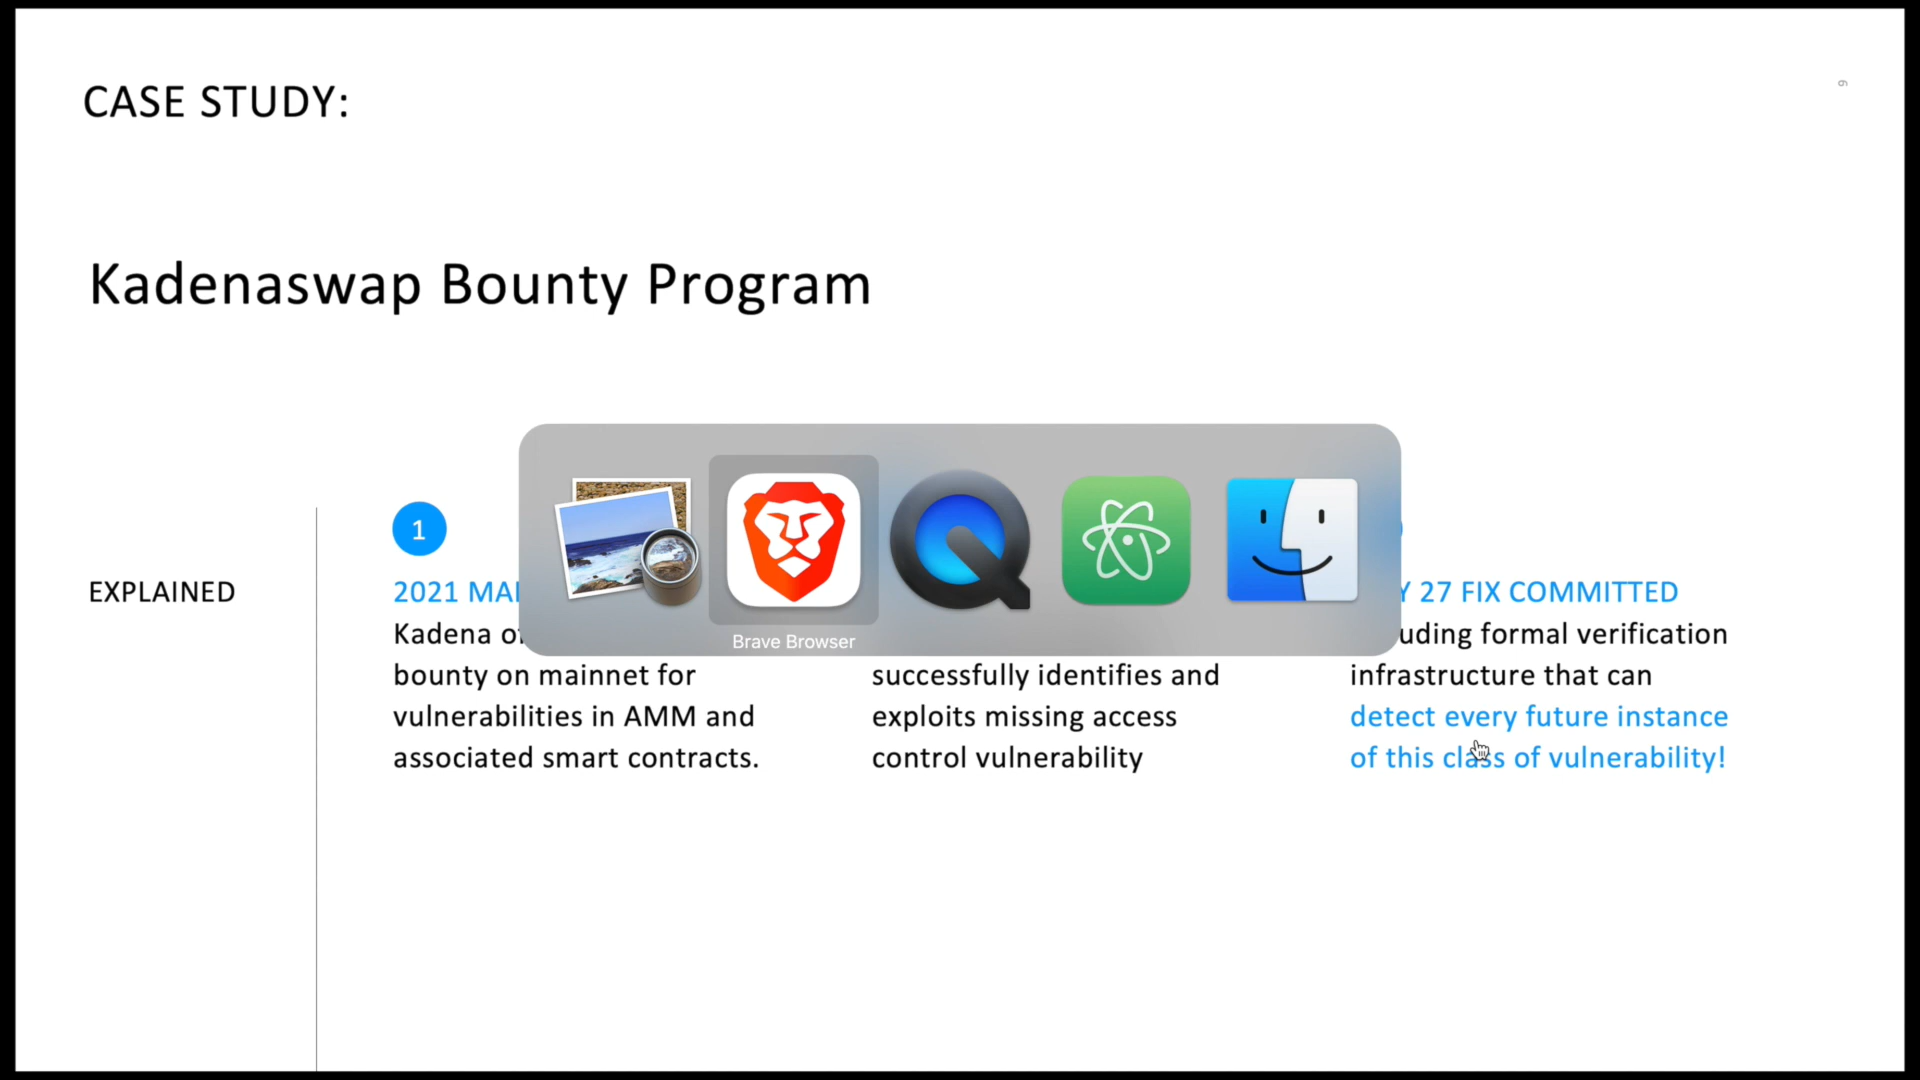 CASE STUDY:
9
Kadenaswap Bounty Program
1
EXPLAINED
2021
Kadena
bounty on mainnet for
vulnerabilities in AMM and
associated smart contracts.
successfully identifies and
exploits missing access
control vulnerability
27 FIX COMMITTED
formal verification
infrastructure that can
detect every future instance
of this class of vulnerability!
Brave Browser